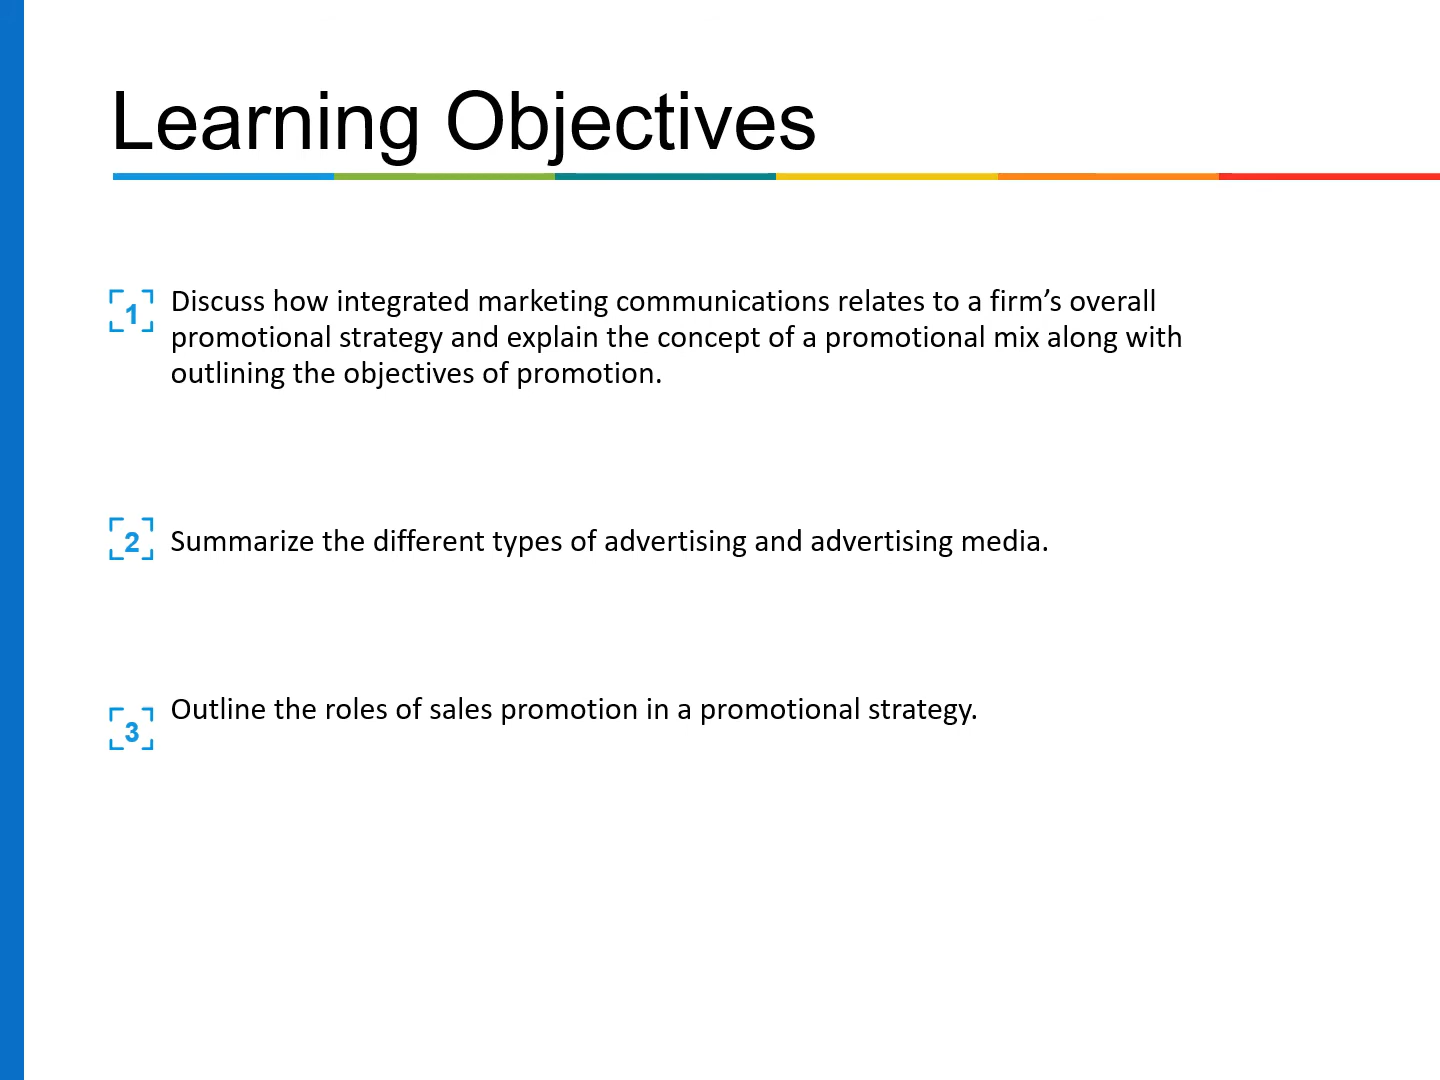 Learning Objectives
1
Discuss how integrated marketing communications relates to a firm’s overall
promotional strategy and explain the concept of a promotional mix along with
outlining the objectives of promotion.
2
Summarize the different types of advertising and advertising media.
3
Outline the roles of sales promotion in a promotional strategy.